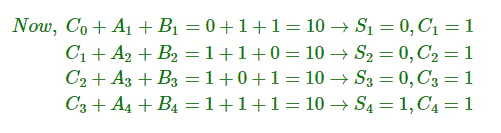 Now, C₀ + A₁ + B₁ = 0 + 1 + 1 = 10 → S₁ = 0, C₁ = 1
C₁ + A₂ + B₂ = 1 + 1 + 0 = 10 → S₂ = 0, C₂ = 1
C₂ + A₃ + B₃ = 1 + 0 + 1 = 10 → S₃ = 0, C₃ = 1
C₃ + A₄ + B₄ = 1 + 1 + 1 = 10 → S₄ = 1, C₄ = 1